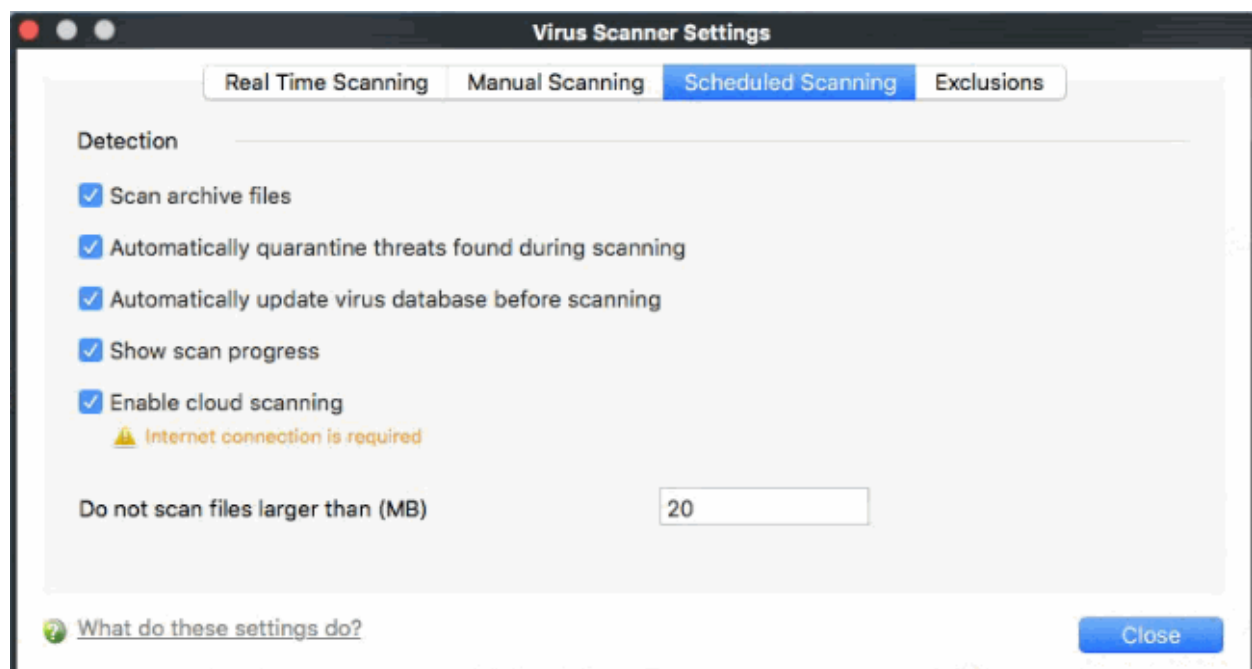 Virus Scanner Settings
Real Time Scanning Manual Scanning Scheduled Scanning Exclusions
Detection
Scan archive files
Automatically quarantine threats found during scanning
Automatically update virus database before scanning
Show scan progress
Enable cloud scanning
Internet connection is required
Do not scan files larger than (MB) 20
What do these settings do?
Close